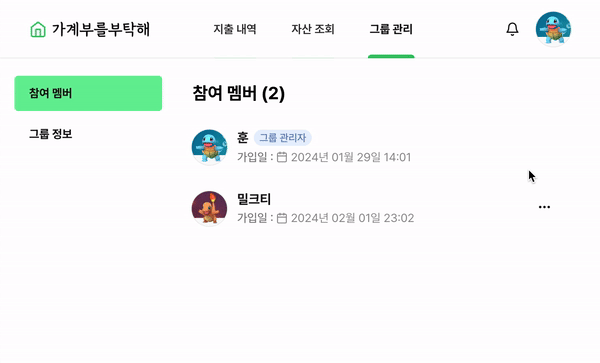 가계부를부탁해 지출 내역 자산 조회 그룹 관리
참여 멤버
그룹 정보
참여 멤버 (2)
훈 그룹 관리자
가입일 : 2024년 01월 29일 14:01
밀크티
가입일 : 2024년 02월 01일 23:02